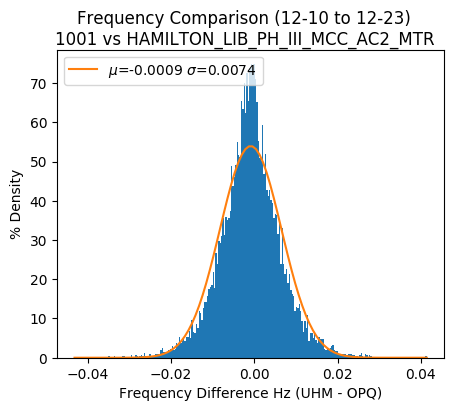 Frequency Comparison (12-10 to 12-23)
1001 vs HAMILTON_LIB_PH_III_MCC_AC2_MTR
μ=-0.0009 σ=0.0074
70
60
50
40
30
20
10
0
% Density
−0.04 −0.02 0.00 0.02 0.04
Frequency Difference Hz (UHM - OPQ)